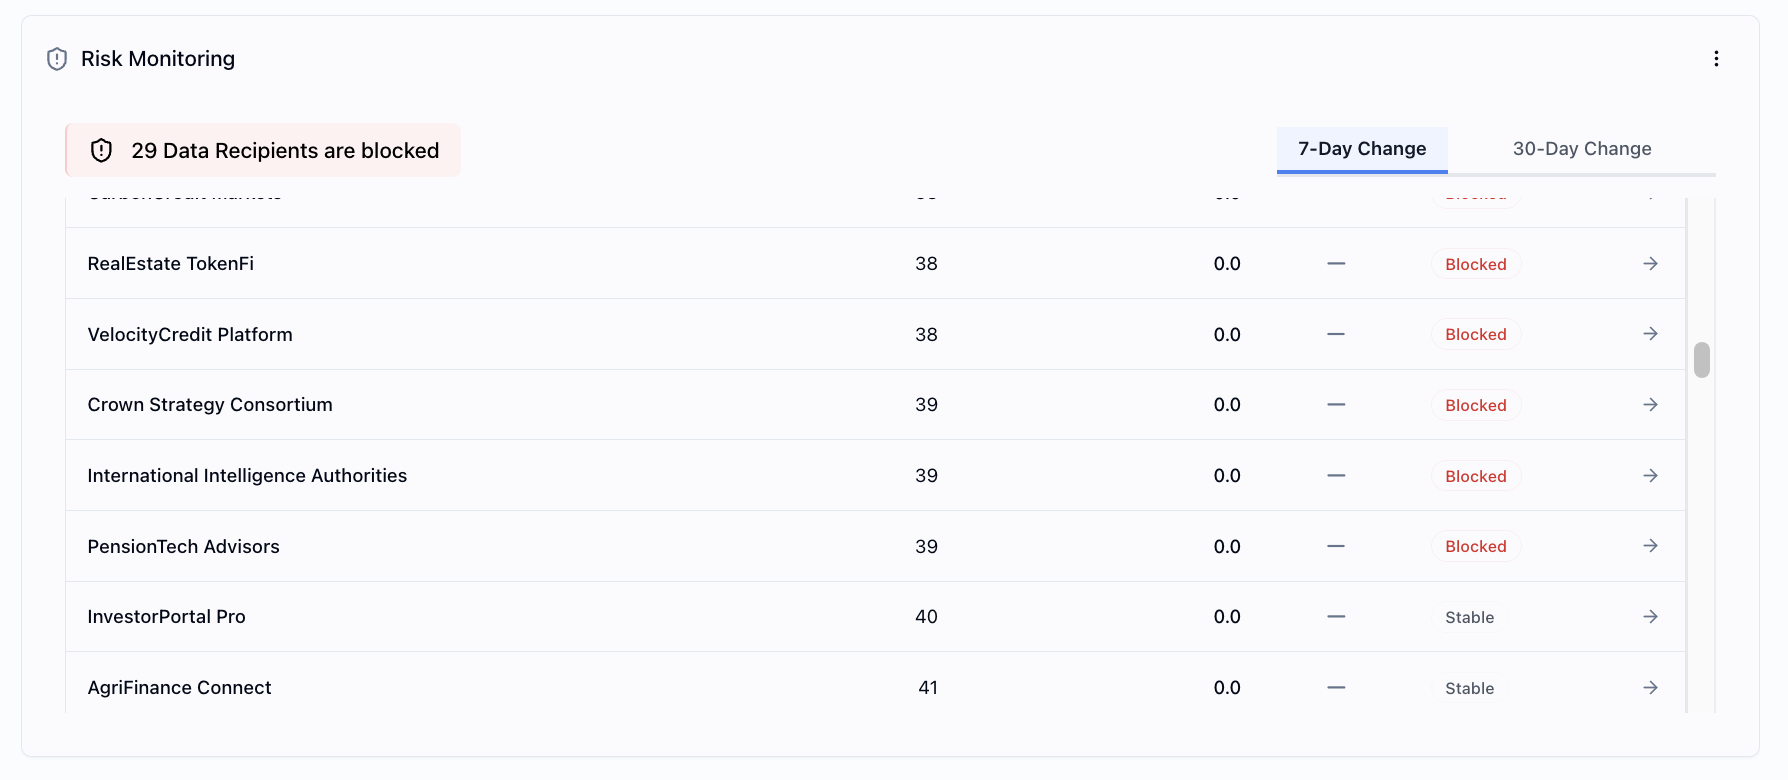 Risk Monitoring
29 Data Recipients are blocked
7-Day Change 30-Day Change
RealEstate TokenFi 38 0.0 — Blocked
VelocityCredit Platform 38 0.0 — Blocked
Crown Strategy Consortium 39 0.0 — Blocked
International Intelligence Authorities 39 0.0 — Blocked
PensionTech Advisors 39 0.0 — Blocked
InvestorPortal Pro 40 0.0 — Stable
AgriFinance Connect 41 0.0 — Stable